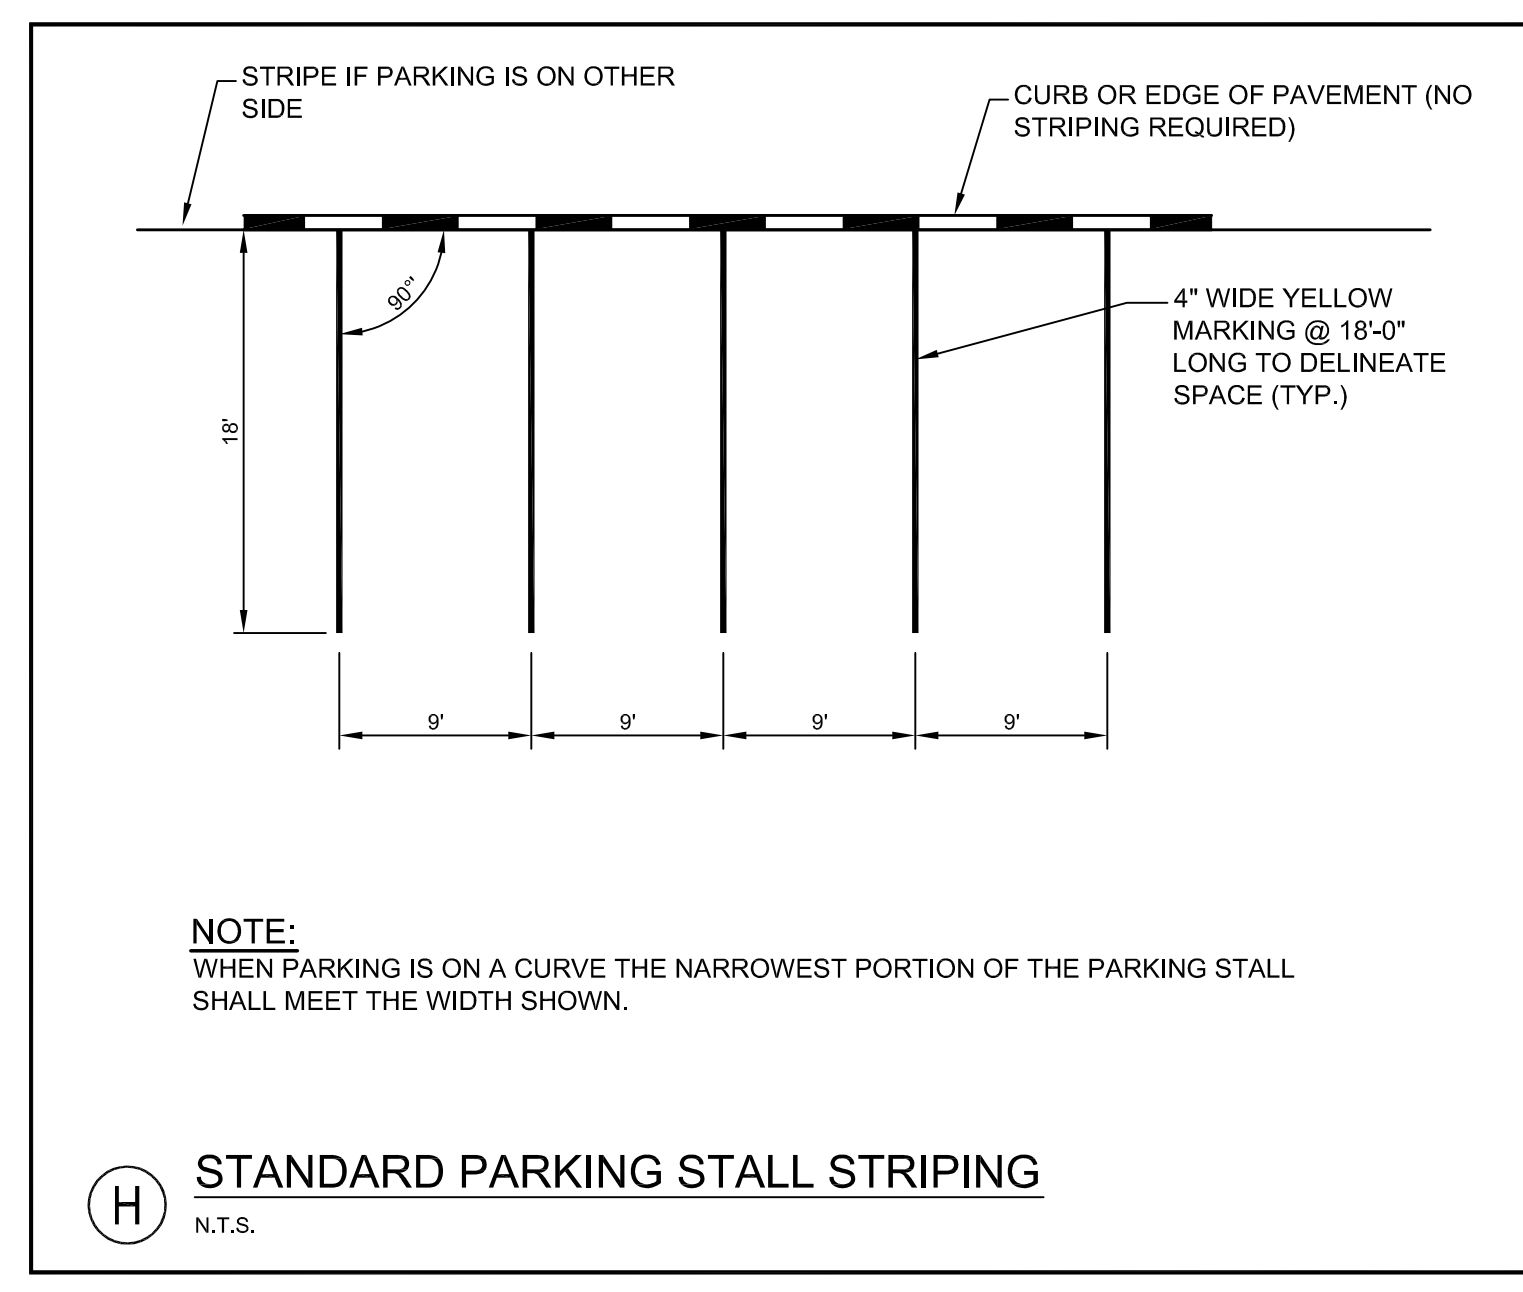 STRIPE IF PARKING IS ON OTHER
SIDE
CURB OR EDGE OF PAVEMENT (NO
STRIPING REQUIRED)
90°'
4" WIDE YELLOW
MARKING @ 18'-0"
LONG TO DELINEATE
SPACE (TYP.)
18'
9' 9' 9' 9'
NOTE:
WHEN PARKING IS ON A CURVE THE NARROWEST PORTION OF THE PARKING STALL
SHALL MEET THE WIDTH SHOWN.
H STANDARD PARKING STALL STRIPING
N.T.S.